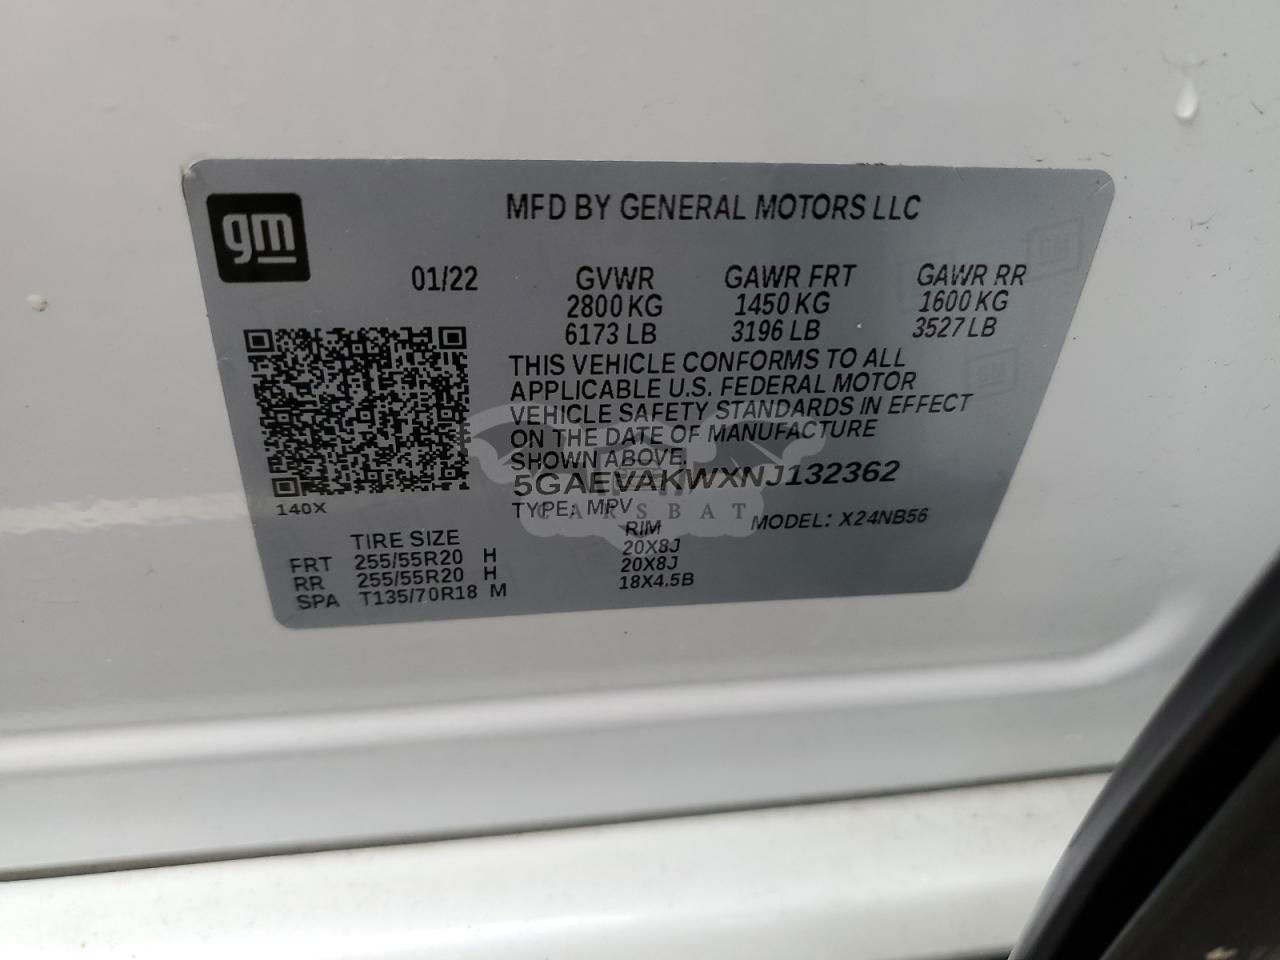 gm
MFD BY GENERAL MOTORS LLC
01/22 GVWR GAWR FRT GAWR RR
2800 KG 1450 KG 1600 KG
6173 LB 3196 LB 3527 LB
THIS VEHICLE CONFORMS TO ALL
APPLICABLE U.S. FEDERAL MOTOR
VEHICLE SAFETY STANDARDS IN EFFECT
ON THE DATE OF MANUFACTURE
SHOWN ABOVE.
5GAEVAKWXNJ132362
140X
TYPE: MPV MODEL: X24NB56
CARSBAT
TIRE SIZE RIM
FRT 255/55R20 H 20X8J
RR 255/55R20 H 20X8J
SPA T135/70R18 M 18X4.5B
gm
gm